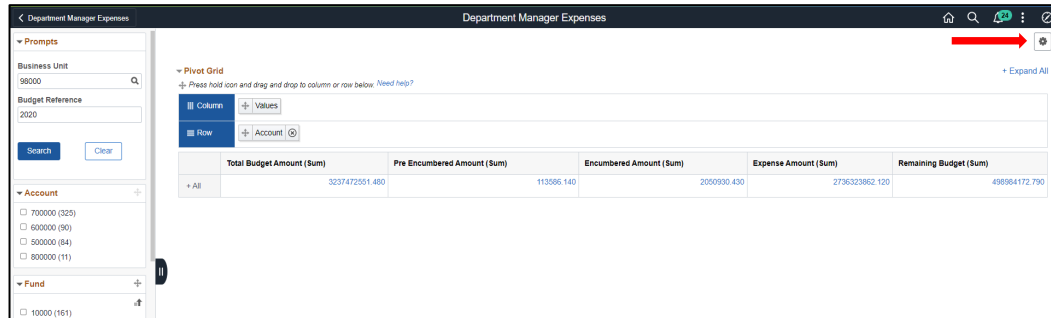 Department Manager Expenses
Department Manager Expenses
24
Prompts
Business Unit
98000
Budget Reference
2020
Search
Clear
Account
700000 (325)
600000 (90)
500000 (84)
800000 (11)
Fund
10000 (161)
Pivot Grid
+ Expand All
Press hold icon and drag and drop to column or row below. Need help?
Column Values
Row Account
Total Budget Amount (Sum) Pre Encumbered Amount (Sum) Encumbered Amount (Sum) Expense Amount (Sum) Remaining Budget (Sum)
+ All 3237472551.480 113586.140 2050930.430 2736323862.120 498984172.790